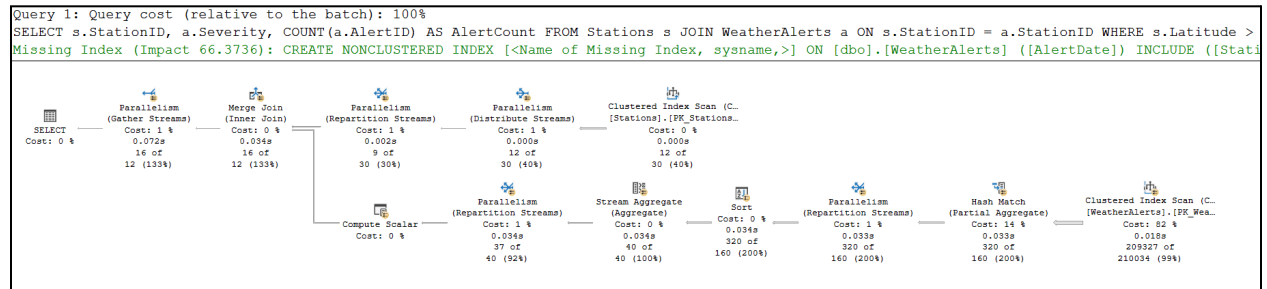 Query 1: Query cost (relative to the batch): 100%
SELECT s.StationID, a.Severity, COUNT(a.AlertID) AS AlertCount FROM Stations s JOIN WeatherAlerts a ON s.StationID = a.StationID WHERE s.Latitude >
Missing Index (Impact 66.3736): CREATE NONCLUSTERED INDEX [<Name of Missing Index, sysname,>] ON [dbo].[WeatherAlerts] ([AlertDate]) INCLUDE ([Stati
SELECT
Cost: 0 %
Parallelism
(Gather Streams)
Cost: 1 %
0.072s
16 of
12 (133%)
Merge Join
(Inner Join)
Cost: 0 %
0.034s
16 of
12 (133%)
Parallelism
(Repartition Streams)
Cost: 1 %
0.002s
9 of
30 (30%)
Parallelism
(Distribute Streams)
Cost: 1 %
0.000s
12 of
30 (40%)
Clustered Index Scan (C...
[Stations].[PK_Stations...
Cost: 0 %
0.000s
12 of
30 (40%)
Compute Scalar
Cost: 0 %
Parallelism
(Repartition Streams)
Cost: 1 %
0.034s
37 of
40 (92%)
Stream Aggregate
(Aggregate)
Cost: 0 %
0.034s
40 of
40 (100%)
Sort
Cost: 0 %
0.034s
320 of
160 (200%)
Parallelism
(Repartition Streams)
Cost: 1 %
0.033s
320 of
160 (200%)
Hash Match
(Partial Aggregate)
Cost: 14 %
0.033s
320 of
160 (200%)
Clustered Index Scan (C...
[WeatherAlerts].[PK_Wea...
Cost: 82 %
0.018s
209327 of
210034 (99%)